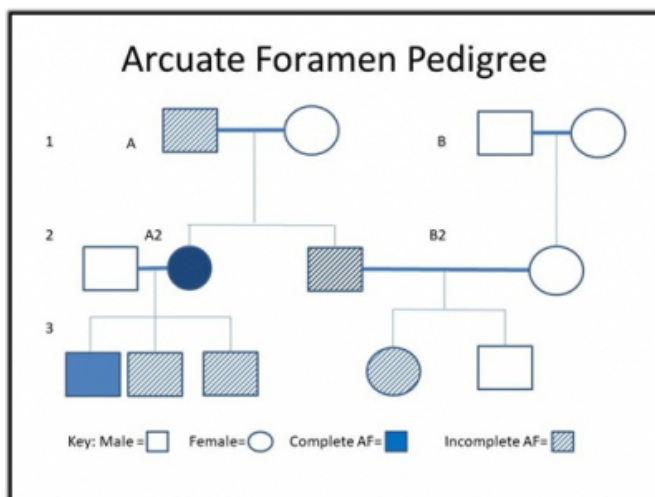 Arcuate Foramen Pedigree
1 A B
2 A2 B2
3
Key: Male = Female= Complete AF= Incomplete AF=